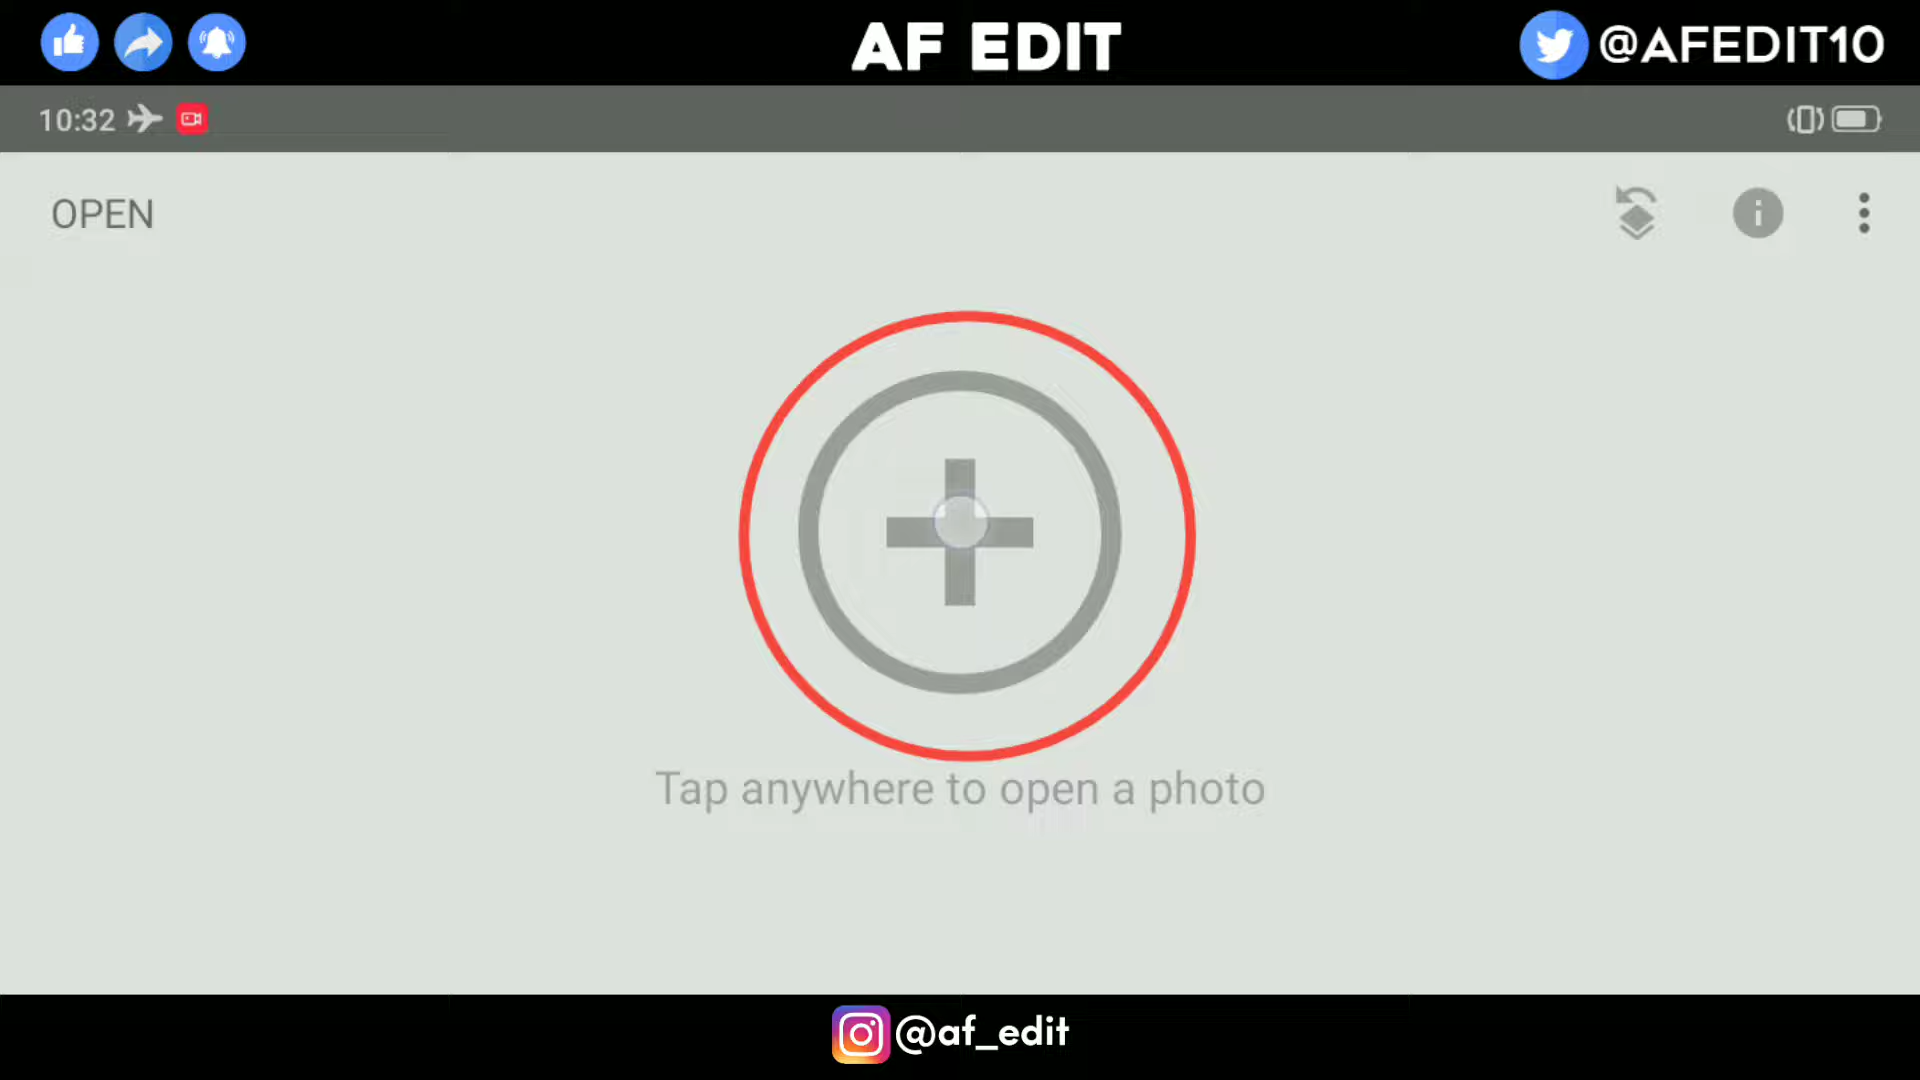 AF EDIT
@AFEDIT10
10:32
OPEN
Tap anywhere to open a photo
@af_edit